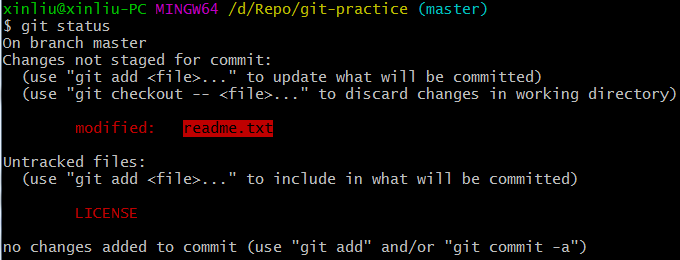 xinliu@xinliu-PC MINGW64 /d/Repo/git-practice (master)
$ git status
On branch master
Changes not staged for commit:
  (use "git add <file>..." to update what will be committed)
  (use "git checkout -- <file>..." to discard changes in working directory)

        modified:   readme.txt

Untracked files:
  (use "git add <file>..." to include in what will be committed)

        LICENSE

no changes added to commit (use "git add" and/or "git commit -a")